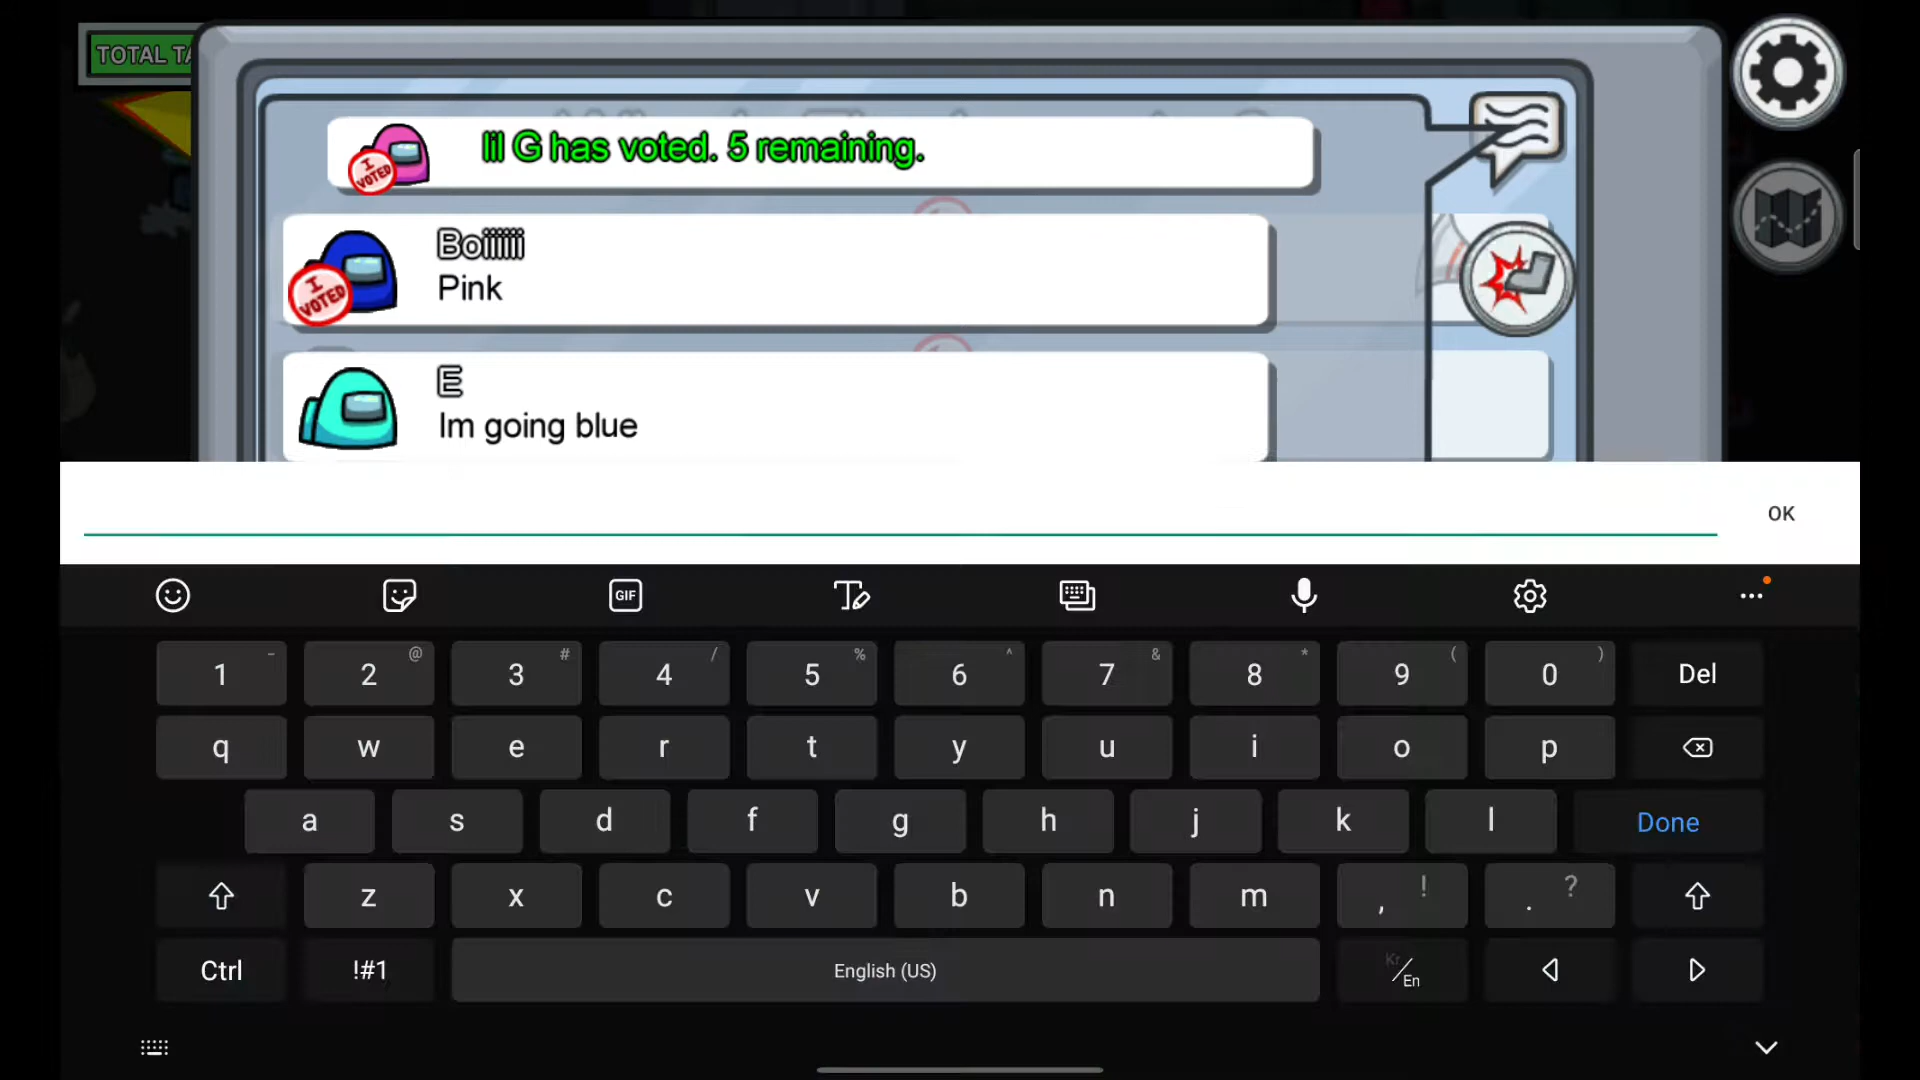 TOTAL TA
lil G has voted. 5 remaining.
I VOTED
Boiiiiii
Pink
I VOTED
E
Im going blue
OK
GIF
1 - 2 @ 3 # 4 / 5 % 6 ^ 7 & 8 * 9 ( 0 ) Del
q w e r t y u i o p
a s d f g h j k l Done
z x c v b n m , ! . ?
Ctrl !#1 English (US) Kr/En